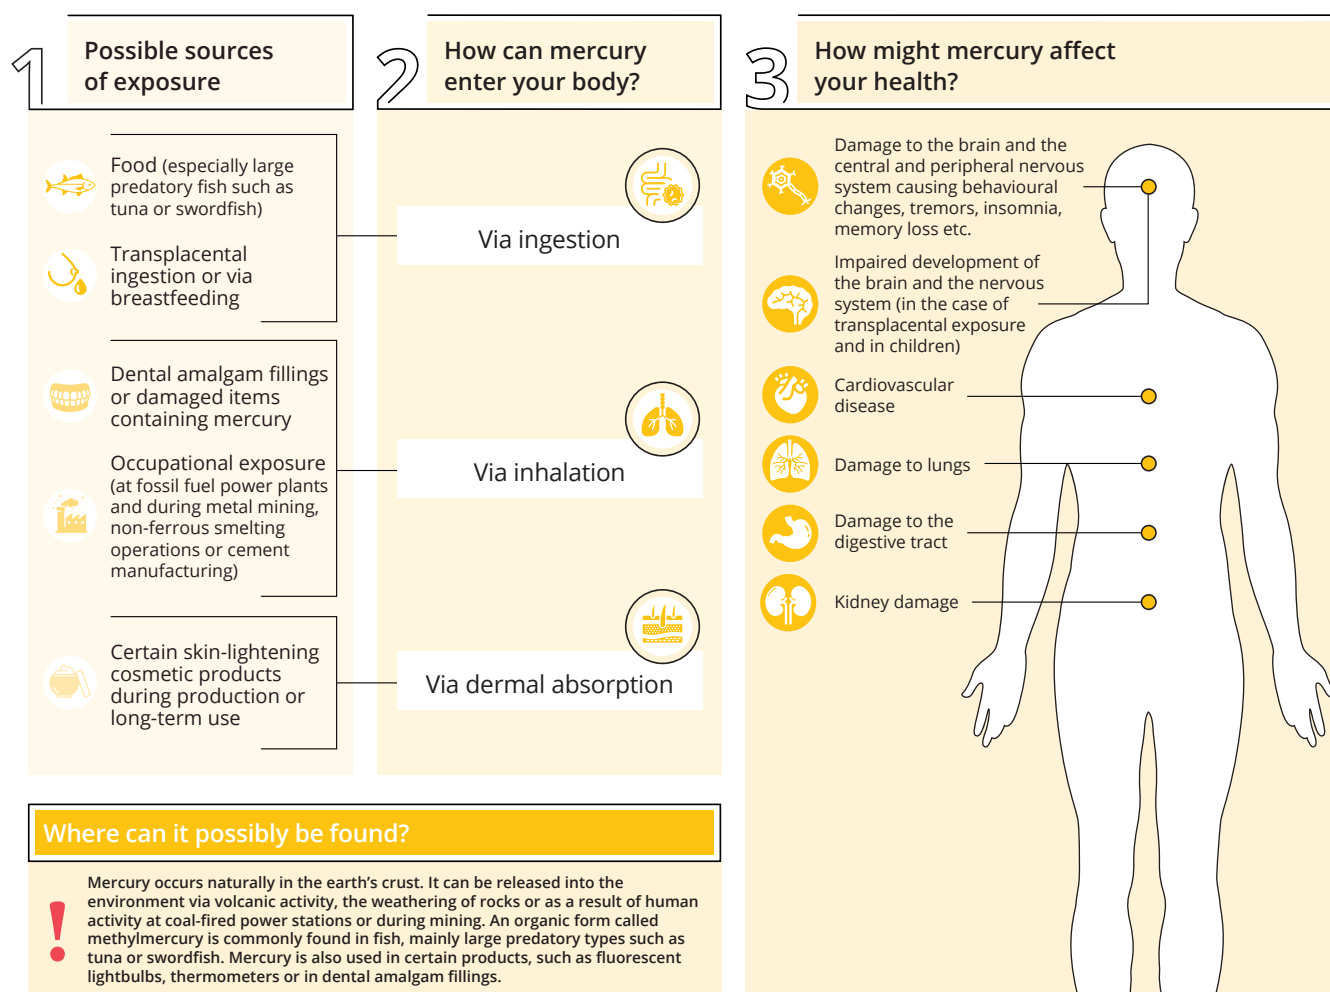 1
Possible sources
of exposure
Food (especially large
predatory fish such as
tuna or swordfish)
Transplacental
ingestion or via
breastfeeding
Dental amalgam fillings
or damaged items
containing mercury
Occupational exposure
(at fossil fuel power plants
and during metal mining,
non-ferrous smelting
operations or cement
manufacturing)
Certain skin-lightening
cosmetic products
during production or
long-term use
2
How can mercury
enter your body?
Via ingestion
Via inhalation
Via dermal absorption
3
How might mercury affect
your health?
Damage to the brain and the
central and peripheral nervous
system causing behavioural
changes, tremors, insomnia,
memory loss etc.
Impaired development of
the brain and the nervous
system (in the case of
transplacental exposure
and in children)
Cardiovascular
disease
Damage to lungs
Damage to the
digestive tract
Kidney damage
Where can it possibly be found?
!
Mercury occurs naturally in the earth’s crust. It can be released into the
environment via volcanic activity, the weathering of rocks or as a result of human
activity at coal-fired power stations or during mining. An organic form called
methylmercury is commonly found in fish, mainly large predatory types such as
tuna or swordfish. Mercury is also used in certain products, such as fluorescent
lightbulbs, thermometers or in dental amalgam fillings.